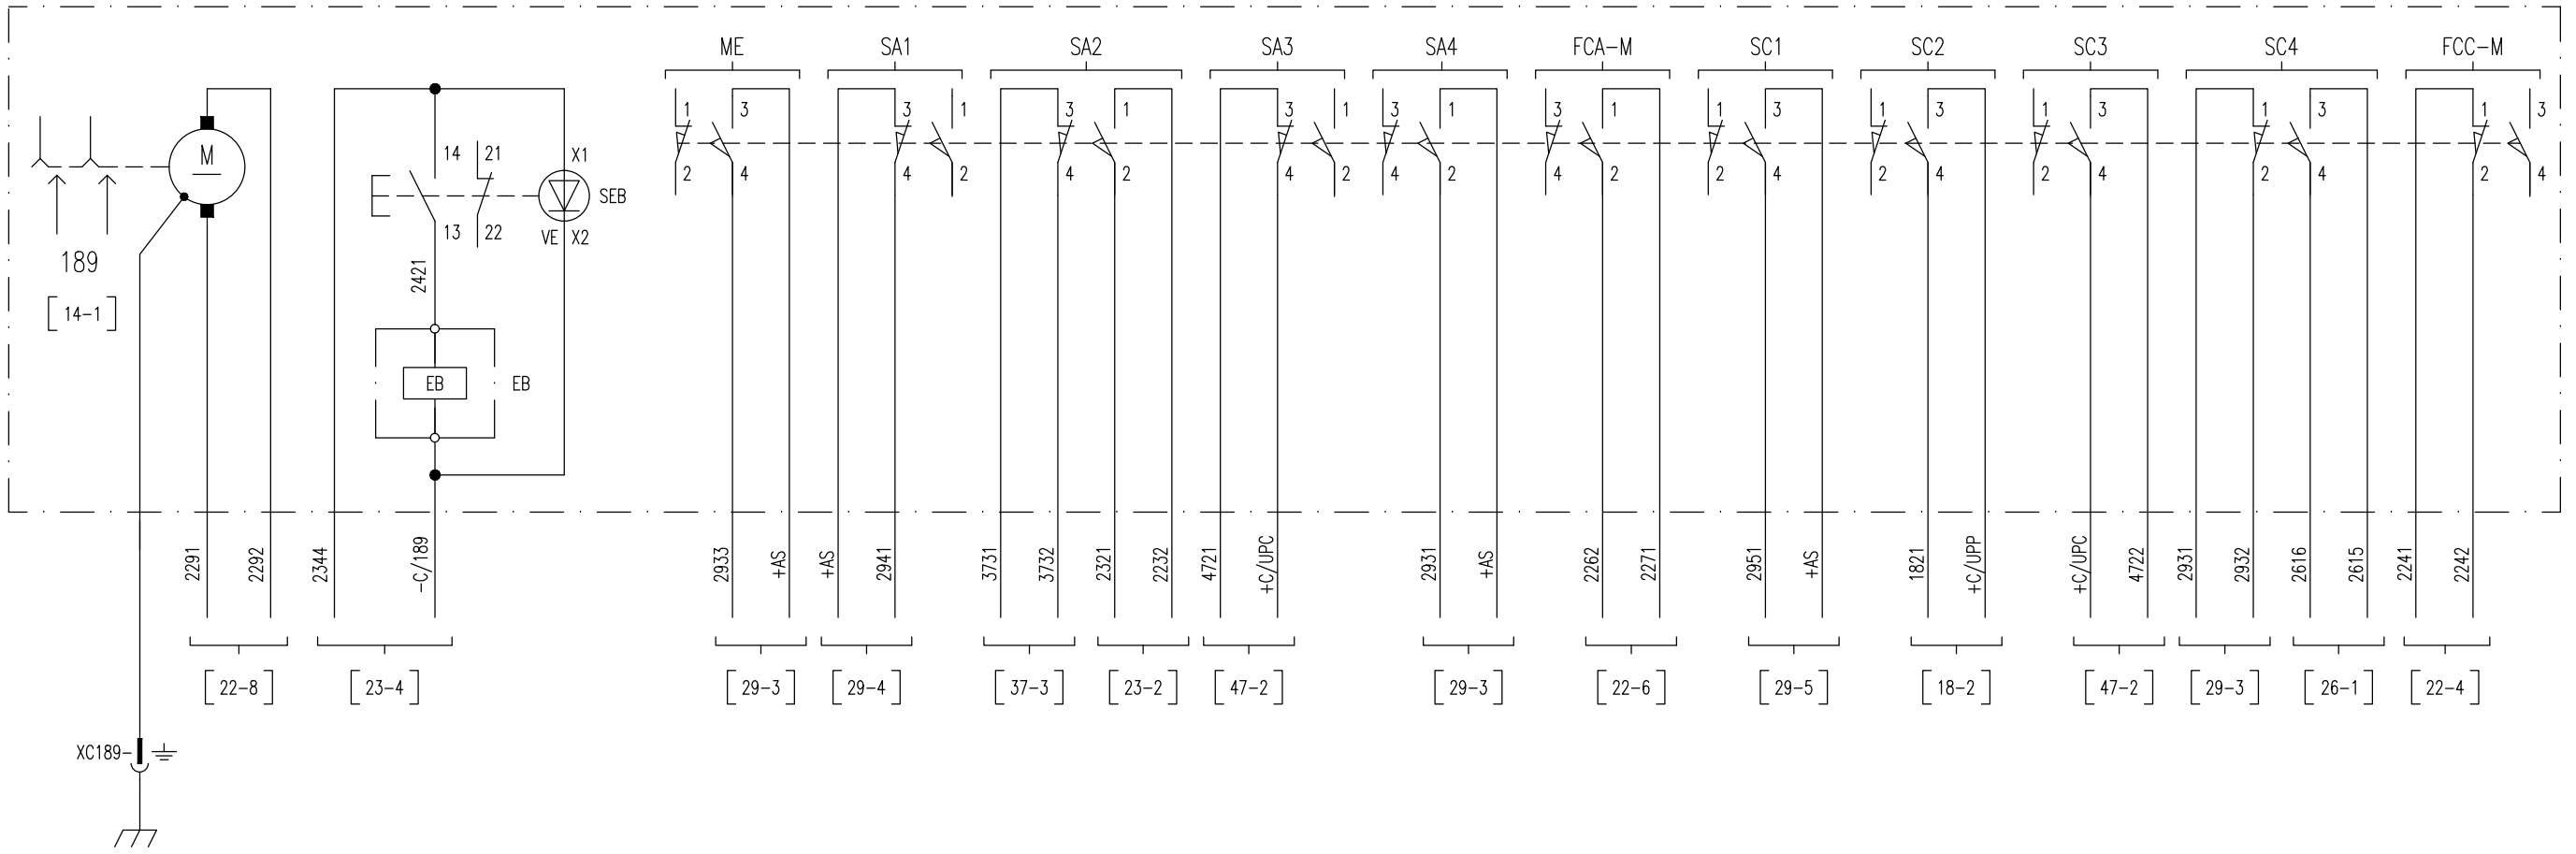 ME SA1 SA2 SA3 SA4 FCA-M SC1 SC2 SC3 SC4 FCC-M
1 3 3 1 3 1 3 1 3 1 3 1 1 3 1 3 1 3 1 3 1 3
M 14 21 X1
2 4 4 2 4 2 4 2 4 2 4 2 2 4 2 4 2 4 2 4 2 4
SEB
13 22 VE X2
189
2421
[14-1]
EB EB
2291 2292 2344 -C/189 2933 +AS +AS 2941 3731 3732 2321 2232 4721 +C/UPC 2931 +AS 2262 2271 2951 +AS 1821 +C/UPP +C/UPC 4722 2931 2932 2616 2615 2241 2242
[22-8] [23-4] [29-3] [29-4] [37-3] [23-2] [47-2] [29-3] [22-6] [29-5] [18-2] [47-2] [29-3] [26-1] [22-4]
XC189-